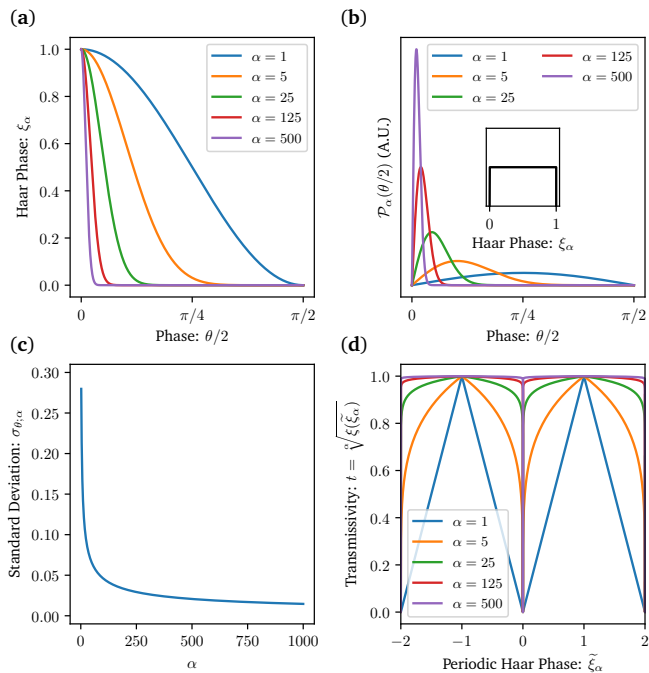 (a)
Haar Phase: ξ_α
1.0
0.8
0.6
0.4
0.2
0.0
α = 1
α = 5
α = 25
α = 125
α = 500
0
π/4
π/2
Phase: θ/2
(b)
𝒫_α(θ/2) (A.U.)
α = 1
α = 5
α = 25
α = 125
α = 500
0
1
Haar Phase: ξ_α
0
π/4
π/2
Phase: θ/2
(c)
Standard Deviation: σ_{θ;α}
0.30
0.25
0.20
0.15
0.10
0.05
0.00
0
250
500
750
1000
α
(d)
Transmissivity: t = \sqrt[α]{ξ(\widetilde{ξ}_α)}
1.0
0.8
0.6
0.4
0.2
0.0
α = 1
α = 5
α = 25
α = 125
α = 500
−2
−1
0
1
2
Periodic Haar Phase: \widetilde{ξ}_α